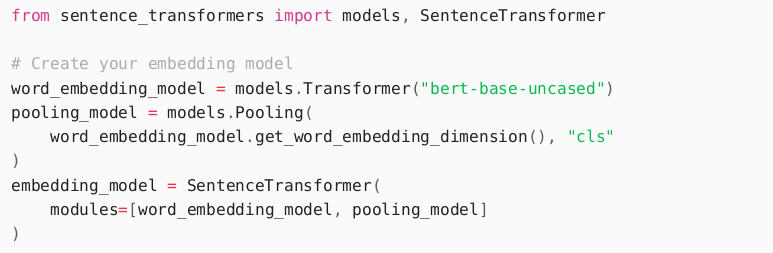 from sentence_transformers import models, SentenceTransformer

# Create your embedding model
word_embedding_model = models.Transformer("bert-base-uncased")
pooling_model = models.Pooling(
    word_embedding_model.get_word_embedding_dimension(), "cls"
)
embedding_model = SentenceTransformer(
    modules=[word_embedding_model, pooling_model]
)